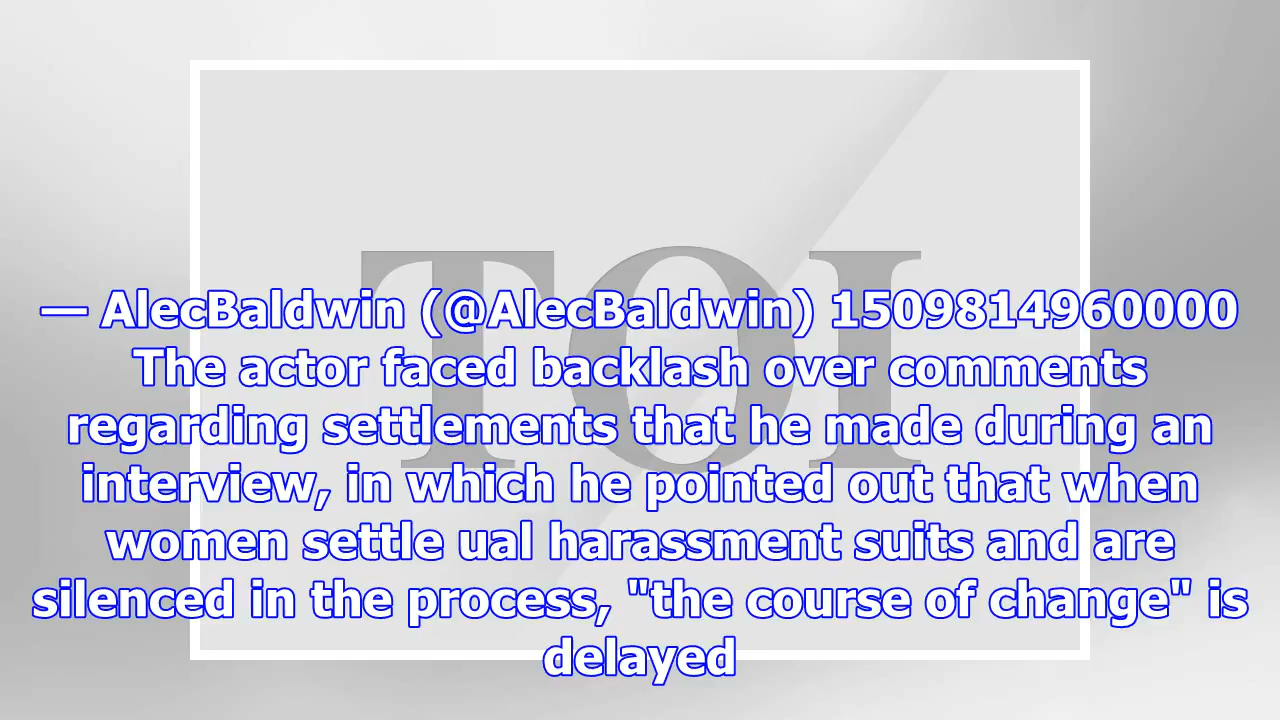 TOI
— AlecBaldwin (@AlecBaldwin) 1509814960000
The actor faced backlash over comments
regarding settlements that he made during an
interview, in which he pointed out that when
women settle ual harassment suits and are
silenced in the process, "the course of change" is
delayed